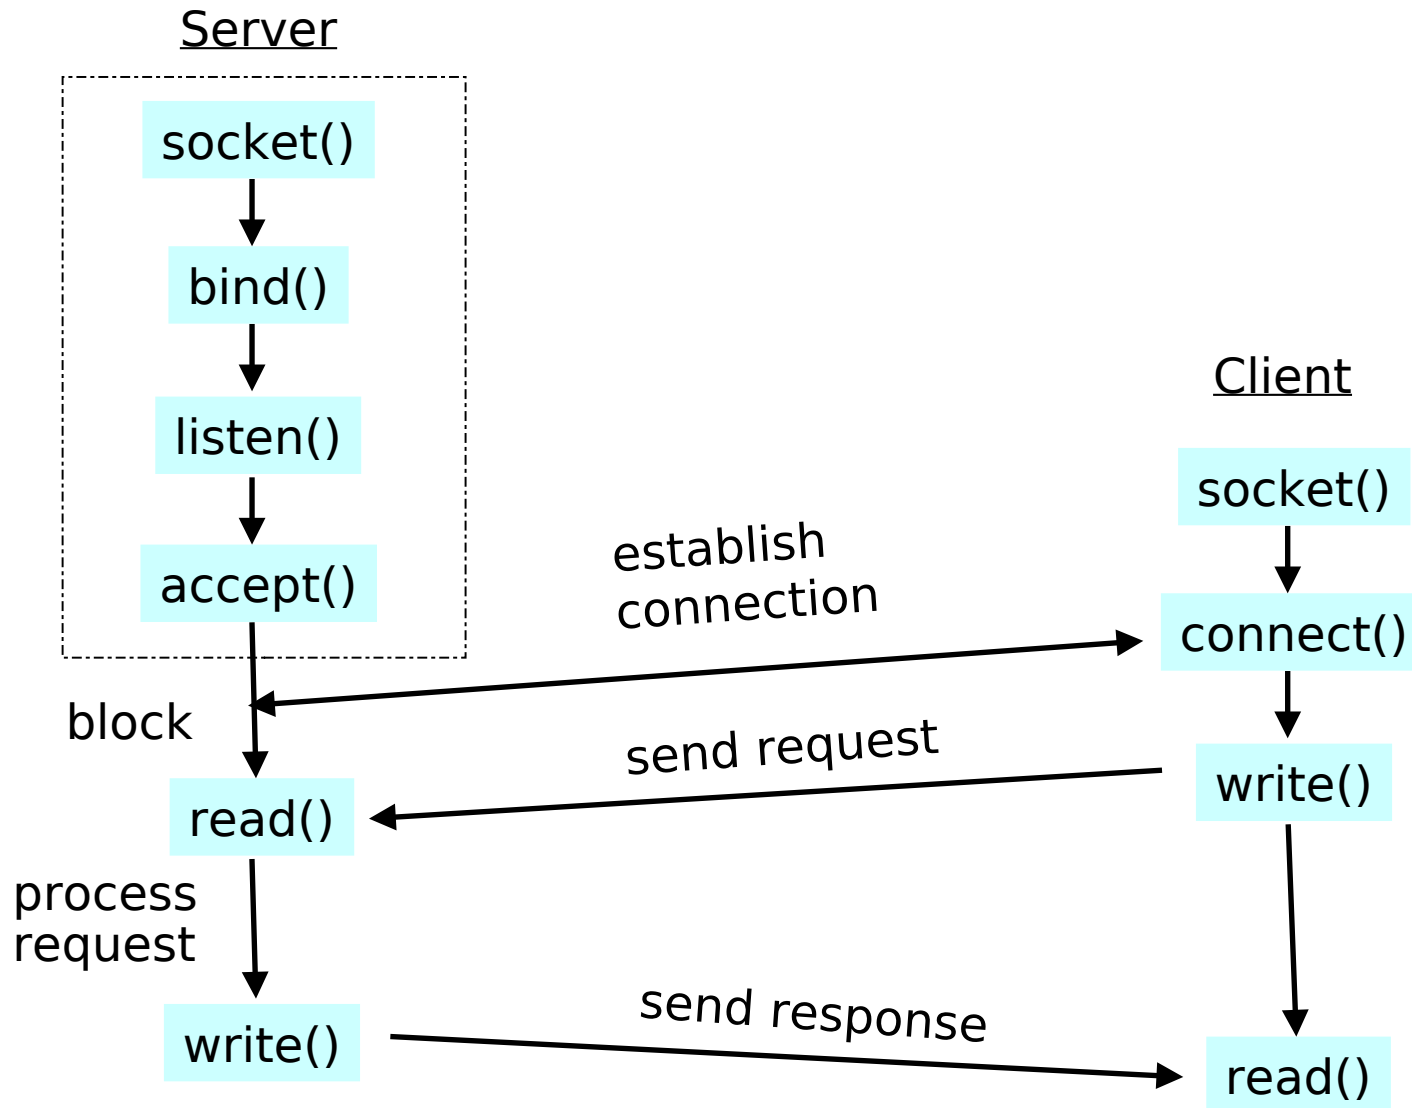 Server
socket()
bind()
listen()
accept()
block
read()
process
request
write()
establish
connection
send request
send response
Client
socket()
connect()
write()
read()